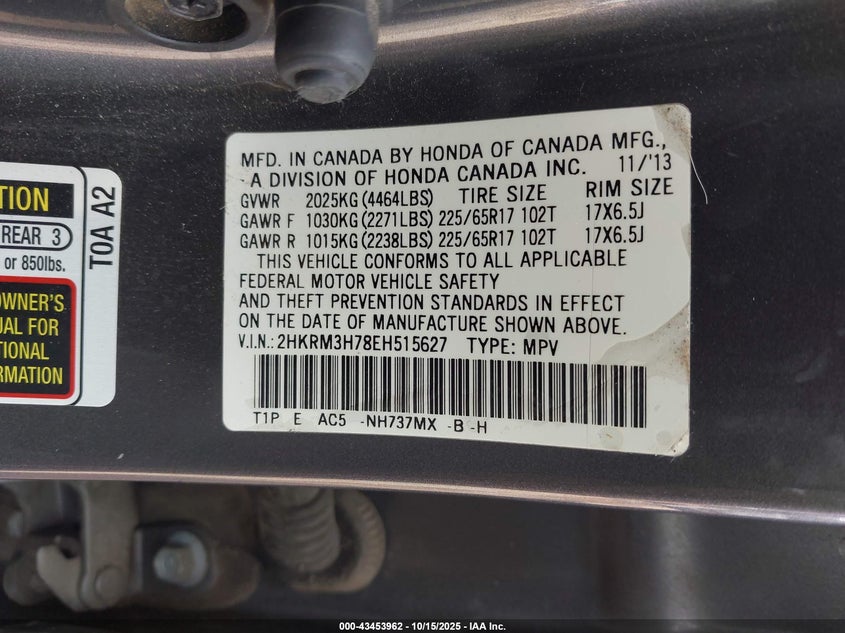 MFD. IN CANADA BY HONDA OF CANADA MFG.,
A DIVISION OF HONDA CANADA INC. 11/'13
GVWR 2025KG (4464LBS) TIRE SIZE RIM SIZE
GAWR F 1030KG (2271LBS) 225/65R17 102T 17X6.5J
GAWR R 1015KG (2238LBS) 225/65R17 102T 17X6.5J
THIS VEHICLE CONFORMS TO ALL APPLICABLE
FEDERAL MOTOR VEHICLE SAFETY
AND THEFT PREVENTION STANDARDS IN EFFECT
ON THE DATE OF MANUFACTURE SHOWN ABOVE.
V.I.N.: 2HKRM3H78EH515627 TYPE: MPV
T1P E AC5 -NH737MX -B -H
REAR 3
or 850lbs.
OWNER'S
FOR
T0A A2
000-43453962 - 10/15/2025 - IAA Inc.